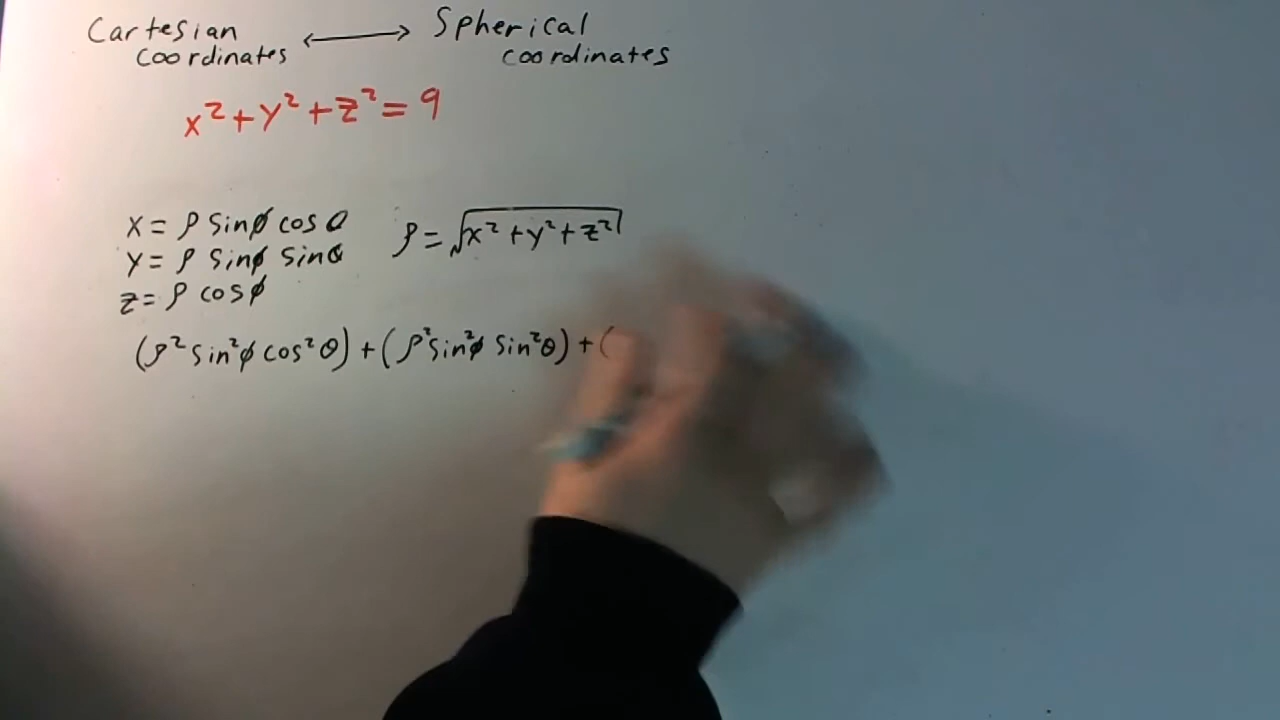 Cartesian coordinates ⟷ Spherical coordinates
x² + y² + z² = 9
x = ρ sinϕ cos θ
ρ = √x² + y² + z²
y = ρ sinϕ sinθ
z = ρ cosϕ
(ρ² sin²ϕ cos²θ) + (ρ² sin²ϕ sin²θ) + (